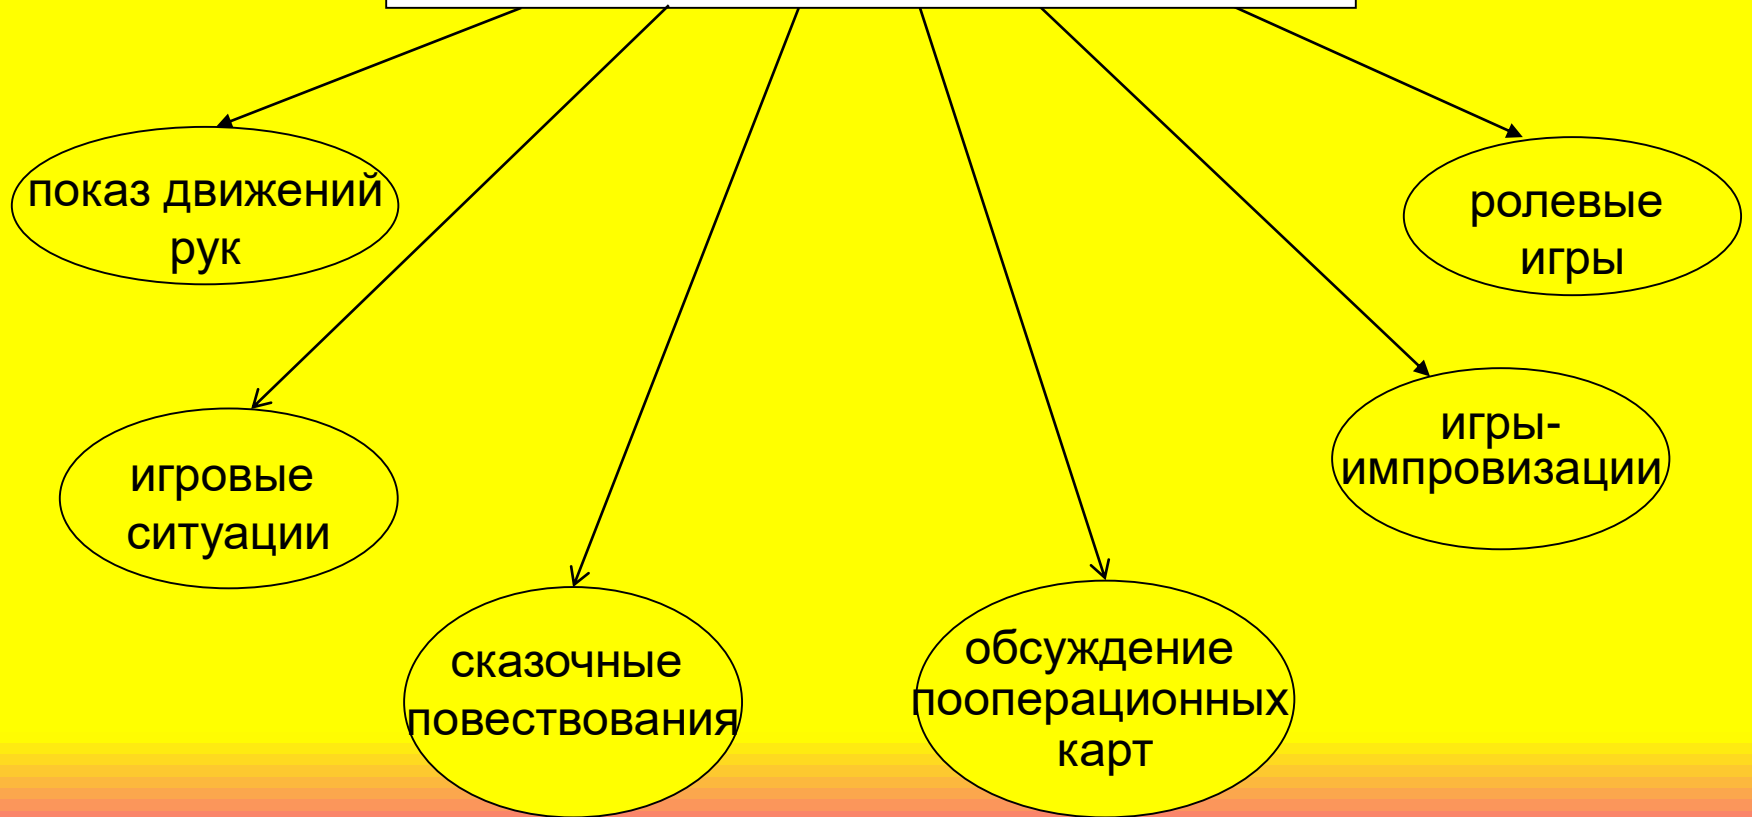 показ движений
рук
ролевые
игры
игровые
ситуации
игры-
импровизации
сказочные
повествования
обсуждение
пооперационных
карт